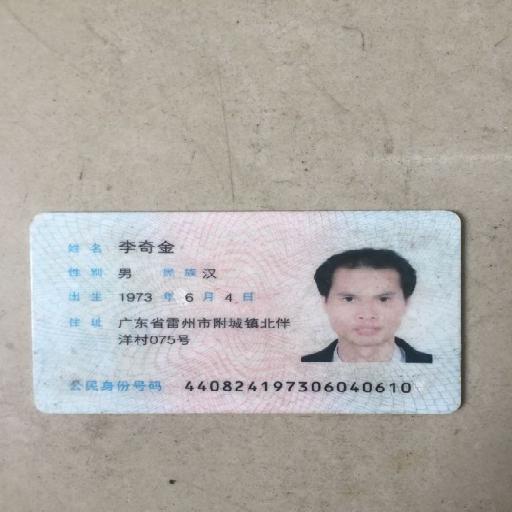 姓名 李奇金
性别 男 民族 汉
出生 1973 年 6 月 4 日
住址 广东省雷州市附城镇北伴
洋村075号
公民身份号码 440824197306040610